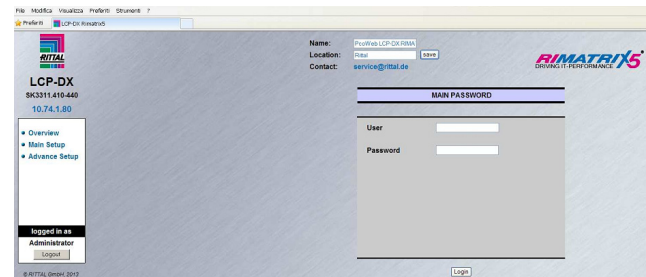 File Modifica Visualizza Preferiti Strumenti ?
Preferiti LCP-DX Rimatrix5
RITTAL
LCP-DX
SK3311.410-440
10.74.1.80
Overview
Main Setup
Advance Setup
logged in as
Administrator
Logout
© RITTAL GmbH, 2012
Name: PcoWeb LCP-DX RIMA
Location: Rittal save
Contact: service@rittal.de
RIMATRIX5
DRIVING IT-PERFORMANCE
MAIN PASSWORD
User
Password
Login